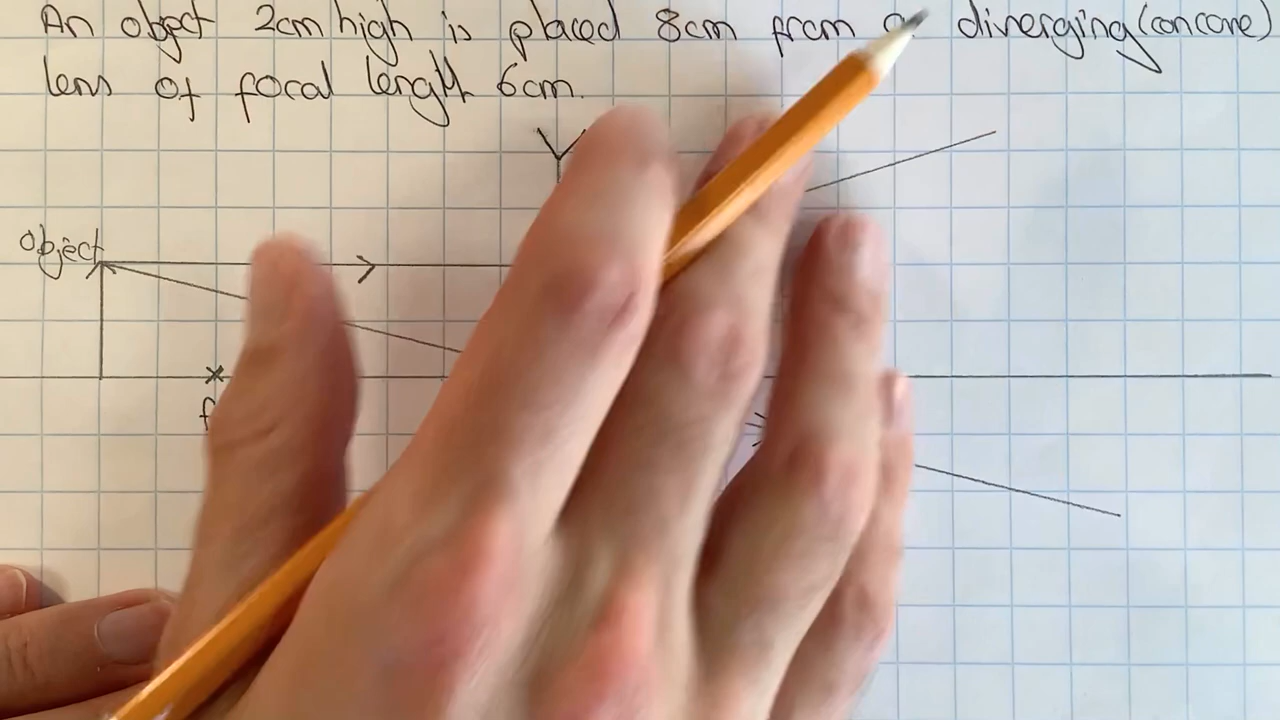 An object 2cm high is placed 8cm from a diverging (concave)
lens of focal length 6cm.
object
f